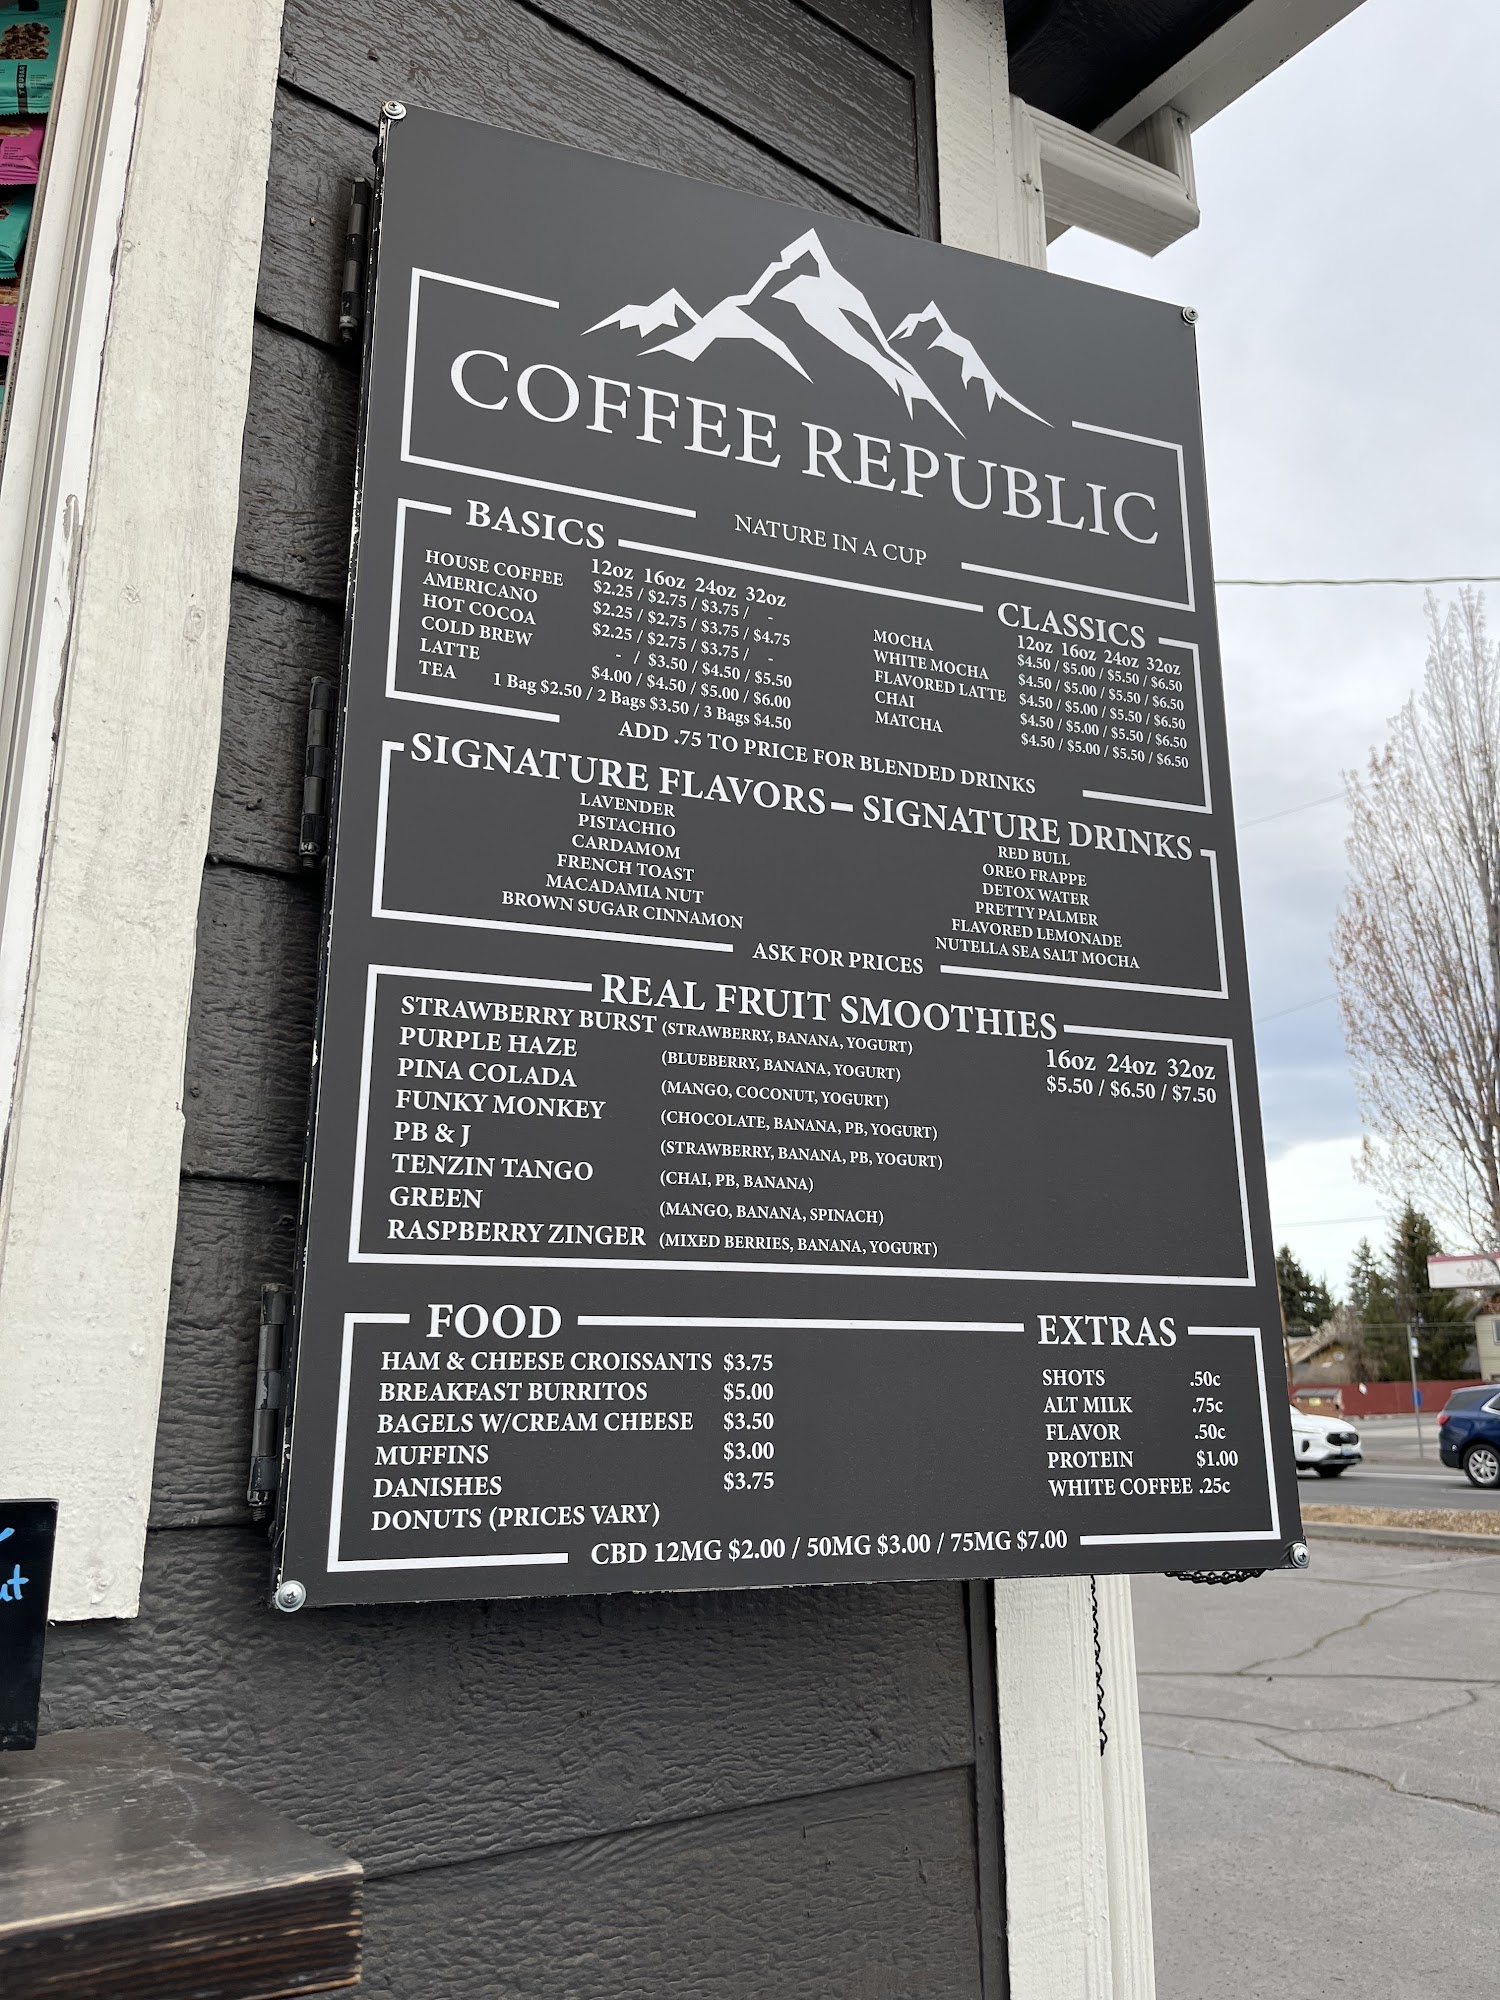 COFFEE REPUBLIC
NATURE IN A CUP
BASICS
12oz 16oz 24oz 32oz
HOUSE COFFEE $2.25 / $2.75 / $3.75 / -
AMERICANO $2.25 / $2.75 / $3.75 / $4.75
HOT COCOA $2.25 / $2.75 / $3.75 / -
COLD BREW - / $3.50 / $4.50 / $5.50
LATTE $4.00 / $4.50 / $5.00 / $6.00
TEA 1 Bag $2.50 / 2 Bags $3.50 / 3 Bags $4.50
CLASSICS
12oz 16oz 24oz 32oz
MOCHA $4.50 / $5.00 / $5.50 / $6.50
WHITE MOCHA $4.50 / $5.00 / $5.50 / $6.50
FLAVORED LATTE $4.50 / $5.00 / $5.50 / $6.50
CHAI $4.50 / $5.00 / $5.50 / $6.50
MATCHA $4.50 / $5.00 / $5.50 / $6.50
ADD .75 TO PRICE FOR BLENDED DRINKS
SIGNATURE FLAVORS
LAVENDER
PISTACHIO
CARDAMOM
FRENCH TOAST
MACADAMIA NUT
BROWN SUGAR CINNAMON
SIGNATURE DRINKS
RED BULL
OREO FRAPPE
DETOX WATER
PRETTY PALMER
FLAVORED LEMONADE
NUTELLA SEA SALT MOCHA
ASK FOR PRICES
REAL FRUIT SMOOTHIES
16oz 24oz 32oz
$5.50 / $6.50 / $7.50
STRAWBERRY BURST (STRAWBERRY, BANANA, YOGURT)
PURPLE HAZE (BLUEBERRY, BANANA, YOGURT)
PINA COLADA (MANGO, COCONUT, YOGURT)
FUNKY MONKEY (CHOCOLATE, BANANA, PB, YOGURT)
PB & J (STRAWBERRY, BANANA, PB, YOGURT)
TENZIN TANGO (CHAI, PB, BANANA)
GREEN (MANGO, BANANA, SPINACH)
RASPBERRY ZINGER (MIXED BERRIES, BANANA, YOGURT)
FOOD
HAM & CHEESE CROISSANTS $3.75
BREAKFAST BURRITOS $5.00
BAGELS W/CREAM CHEESE $3.50
MUFFINS $3.00
DANISHES $3.75
DONUTS (PRICES VARY)
EXTRAS
SHOTS .50c
ALT MILK .75c
FLAVOR .50c
PROTEIN $1.00
WHITE COFFEE .25c
CBD 12MG $2.00 / 50MG $3.00 / 75MG $7.00